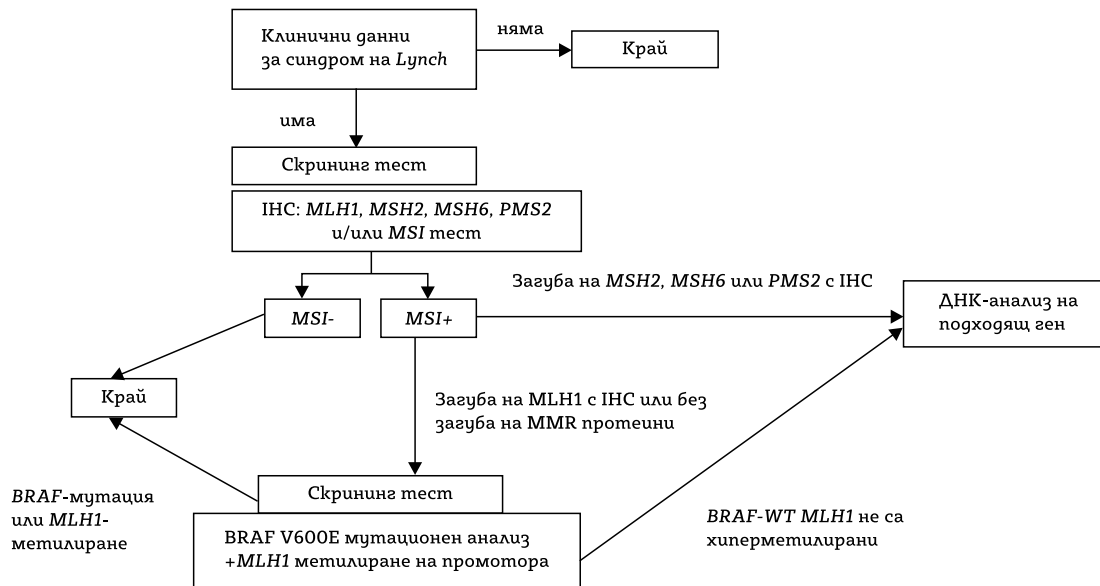 Клинични данни
за синдром на Lynch
няма
Край
има
Скрининг тест
IHC: MLH1, MSH2, MSH6, PMS2
и/или MSI тест
Загуба на MSH2, MSH6 или PMS2 с IHC
MSI-
MSI+
ДНК-анализ на
подходящ ген
Край
Загуба на MLH1 с IHC или без
загуба на MMR протеини
Скрининг тест
BRAF-мутация
или MLH1-
метилиране
BRAF V600E мутационен анализ
+MLH1 метилиране на промотора
BRAF-WT MLH1 не са
хиперметилирани